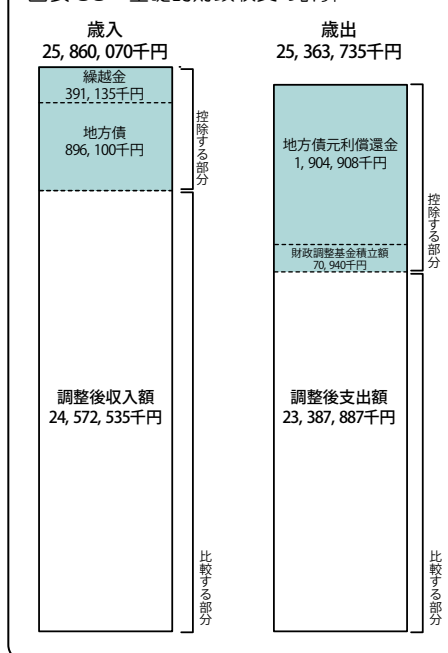 歳入
25,860,070千円
繰越金
391,135千円
地方債
896,100千円
控除する部分
調整後収入額
24,572,535千円
比較する部分
歳出
25,363,735千円
地方債元利償還金
1,904,908千円
財政調整基金積立額
70,940千円
控除する部分
調整後支出額
23,387,887千円
比較する部分